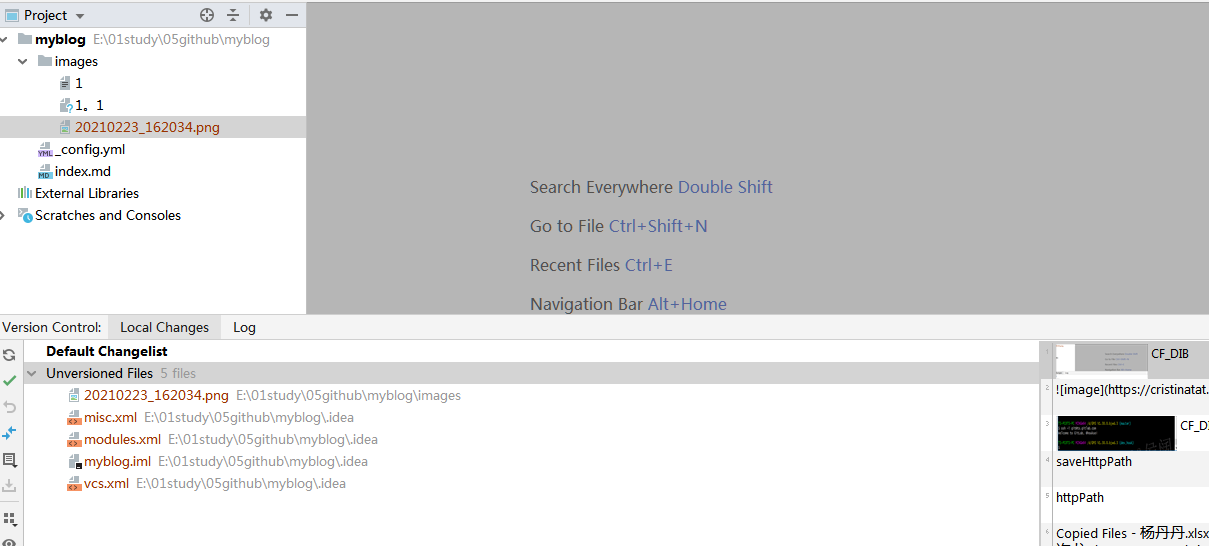 Project
myblog E:\01study\05github\myblog
images
1
1。1
20210223_162034.png
_config.yml
index.md
External Libraries
Scratches and Consoles
Search Everywhere Double Shift
Go to File Ctrl+Shift+N
Recent Files Ctrl+E
Navigation Bar Alt+Home
Version Control: Local Changes Log
Default Changelist
Unversioned Files 5 files
20210223_162034.png E:\01study\05github\myblog\images
misc.xml E:\01study\05github\myblog\.idea
modules.xml E:\01study\05github\myblog\.idea
myblog.iml E:\01study\05github\myblog\.idea
vcs.xml E:\01study\05github\myblog\.idea
1 CF_DIB
2 ![image](https://cristinatat.
3 CF_DI
4 saveHttpPath
5 httpPath
6 Copied Files - 杨丹丹.xlsx